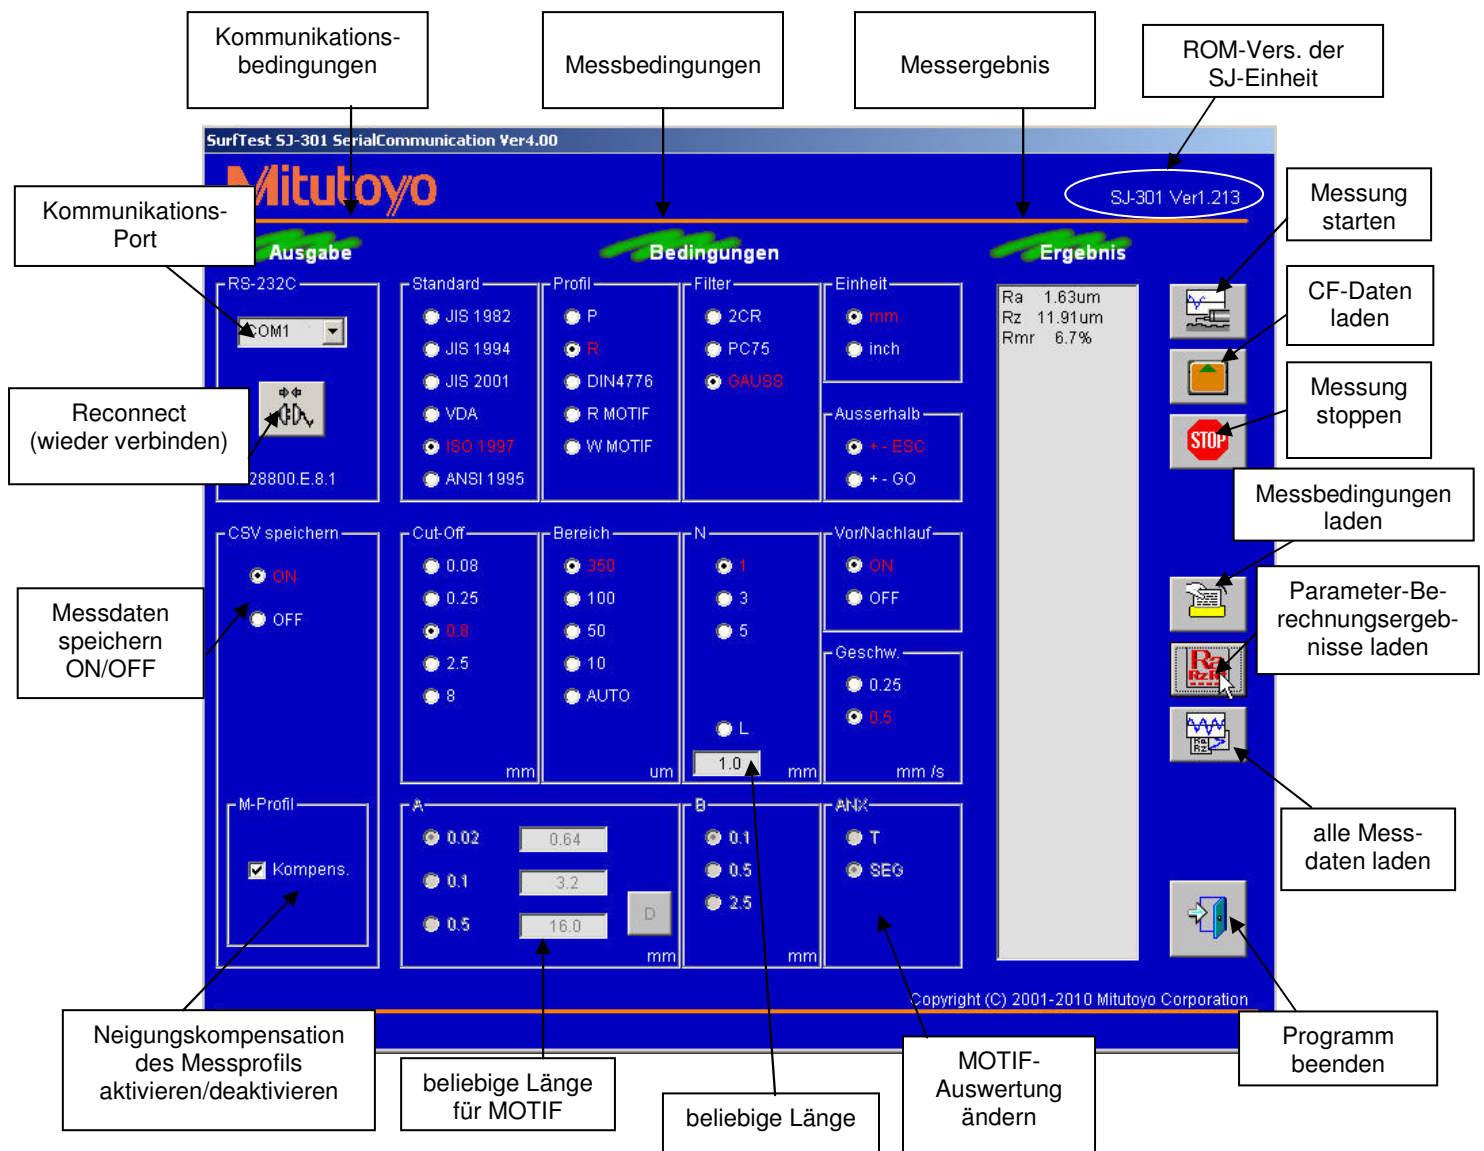 Kommunikations-
bedingungen
Messbedingungen
Messergebnis
ROM-Vers. der
SJ-Einheit
SurfTest SJ-301 SerialCommunication Ver4.00
Mitutoyo
SJ-301 Ver1.213
Kommunikations-
Port
Messung
starten
Ausgabe
Bedingungen
Ergebnis
RS-232C
COM1
Reconnect
(wieder verbinden)
28800.E.8.1
Standard
JIS 1982
JIS 1994
JIS 2001
VDA
ISO 1997
ANSI 1995
Profil
P
R
DIN4776
R MOTIF
W MOTIF
Filter
2CR
PC75
GAUSS
Einheit
mm
inch
Ausserhalb
+ - ESC
+ - GO
Ra 1.63um
Rz 11.91um
Rmr 6.7%
CF-Daten
laden
Messung
stoppen
STOP
Messbedingungen
laden
CSV speichern
ON
OFF
Messdaten
speichern
ON/OFF
Cut-Off
0.08
0.25
0.8
2.5
8
mm
Bereich
350
100
50
10
AUTO
um
N
1
3
5
L
1.0
mm
Vor/Nachlauf
ON
OFF
Geschw.
0.25
0.5
mm /s
Parameter-Be-
rechnungsergeb-
nisse laden
Ra
Rz
Ra
Rz
alle Mess-
daten laden
M-Profil
Kompens.
A
0.02
0.64
0.1
3.2
0.5
16.0
D
mm
B
0.1
0.5
2.5
mm
ANX
T
SEG
Copyright (C) 2001-2010 Mitutoyo Corporation
Neigungskompensation
des Messprofils
aktivieren/deaktivieren
beliebige Länge
für MOTIF
beliebige Länge
MOTIF-
Auswertung
ändern
Programm
beenden